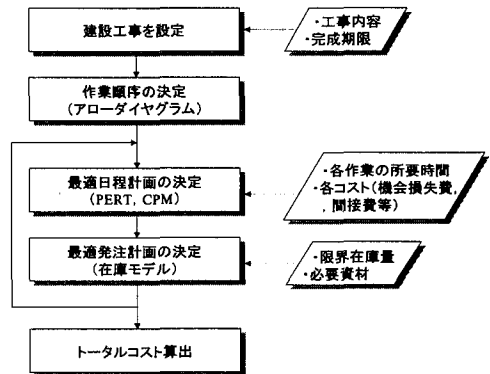 建設工事を設定
・工事内容
・完成期限
作業順序の決定
(アローダイヤグラム)
最適日程計画の決定
(PERT, CPM)
・各作業の所要時間
・各コスト(機会損失費,
,間接費等)
最適発注計画の決定
(在庫モデル)
・限界在庫量
・必要資材
トータルコスト算出